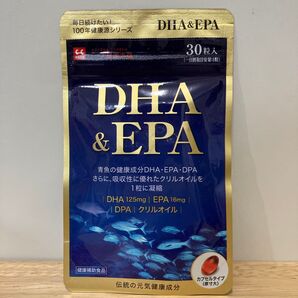 毎日続けたい!
100年健康源シリーズ
DHA&EPA
30粒入
DHA
& EPA
青魚の健康成分DHA・EPA・DPA
さらに、吸収性に優れたクリルオイルを
1粒に凝縮
DHA 125mg | EPA 16mg
DPA | クリルオイル
健康補助食品
カプセルタイプ
(原寸大)
伝統の元気健康成分